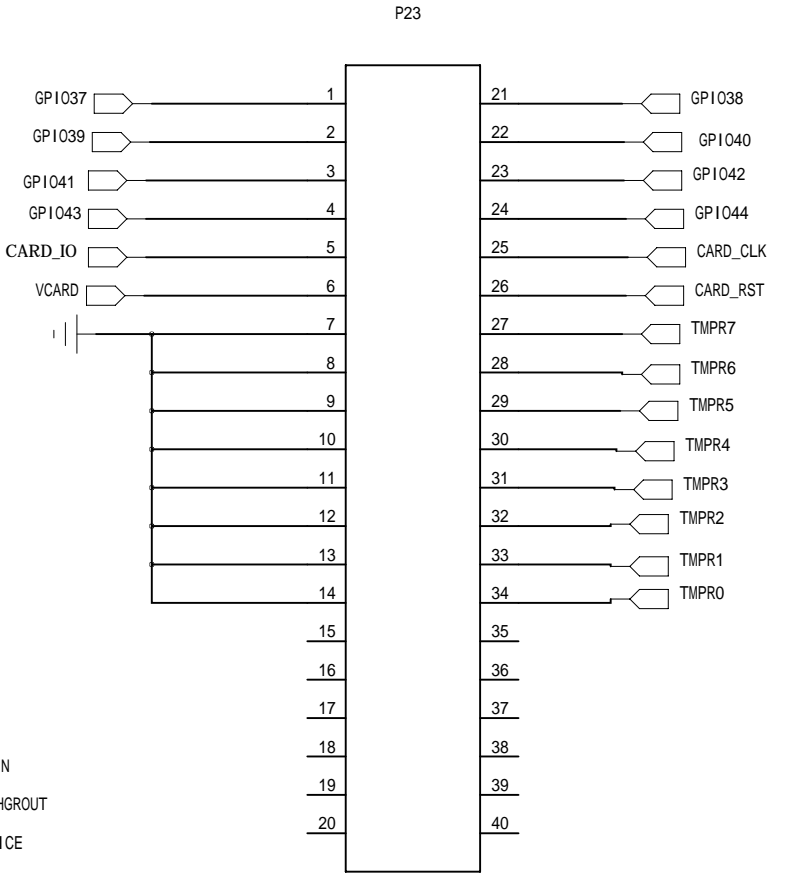 P23
GPIO37 1 21 GPIO38
GPIO39 2 22 GPIO40
GPIO41 3 23 GPIO42
GPIO43 4 24 GPIO44
CARD_IO 5 25 CARD_CLK
VCARD 6 26 CARD_RST
7 27 TMPR7
8 28 TMPR6
9 29 TMPR5
10 30 TMPR4
11 31 TMPR3
12 32 TMPR2
13 33 TMPR1
14 34 TMPR0
15 35
16 36
17 37
18 38
N
19 39
HGROUT
20 40
ICE